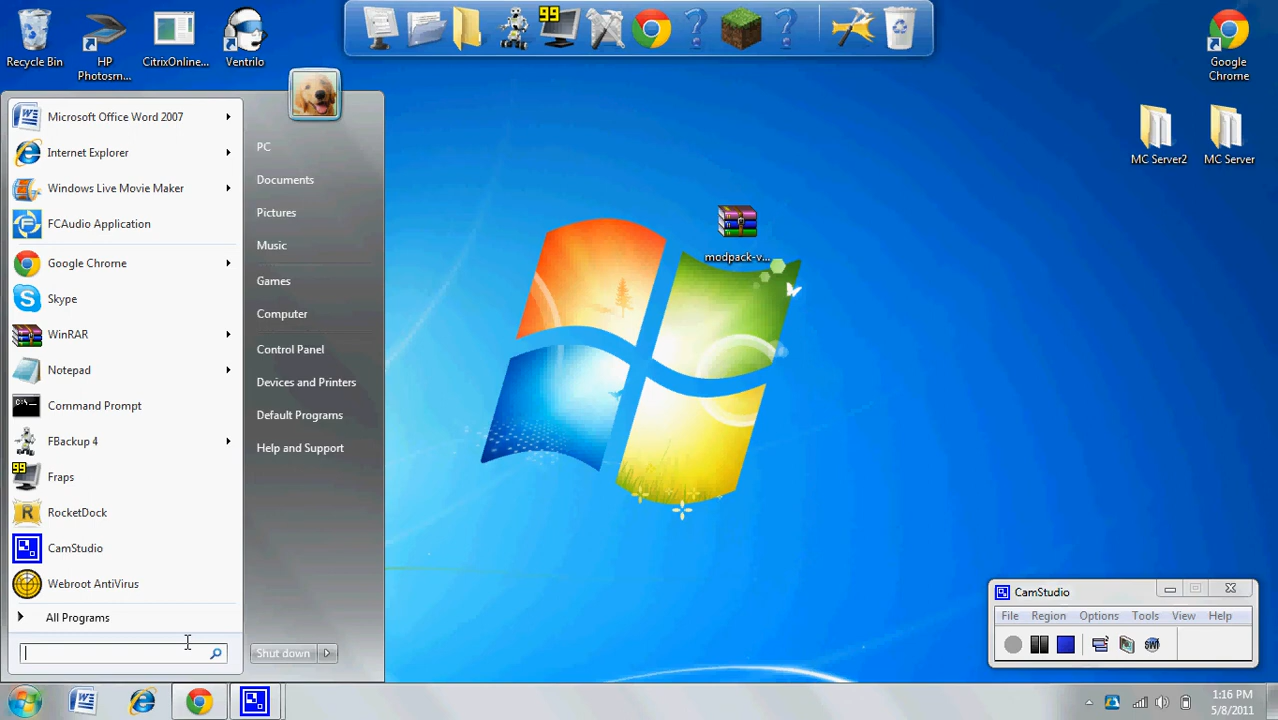 Recycle Bin
HP
Photosm...
CitrixOnline...
Ventrilo
99
Google
Chrome
MC Server2
MC Server
modpack-v...
Microsoft Office Word 2007
Internet Explorer
Windows Live Movie Maker
FCAudio Application
Google Chrome
Skype
WinRAR
Notepad
Command Prompt
FBackup 4
99
Fraps
RocketDock
CamStudio
Webroot AntiVirus
All Programs
PC
Documents
Pictures
Music
Games
Computer
Control Panel
Devices and Printers
Default Programs
Help and Support
Shut down
CamStudio
File Region Options Tools View Help
SWF
1:16 PM
5/8/2011